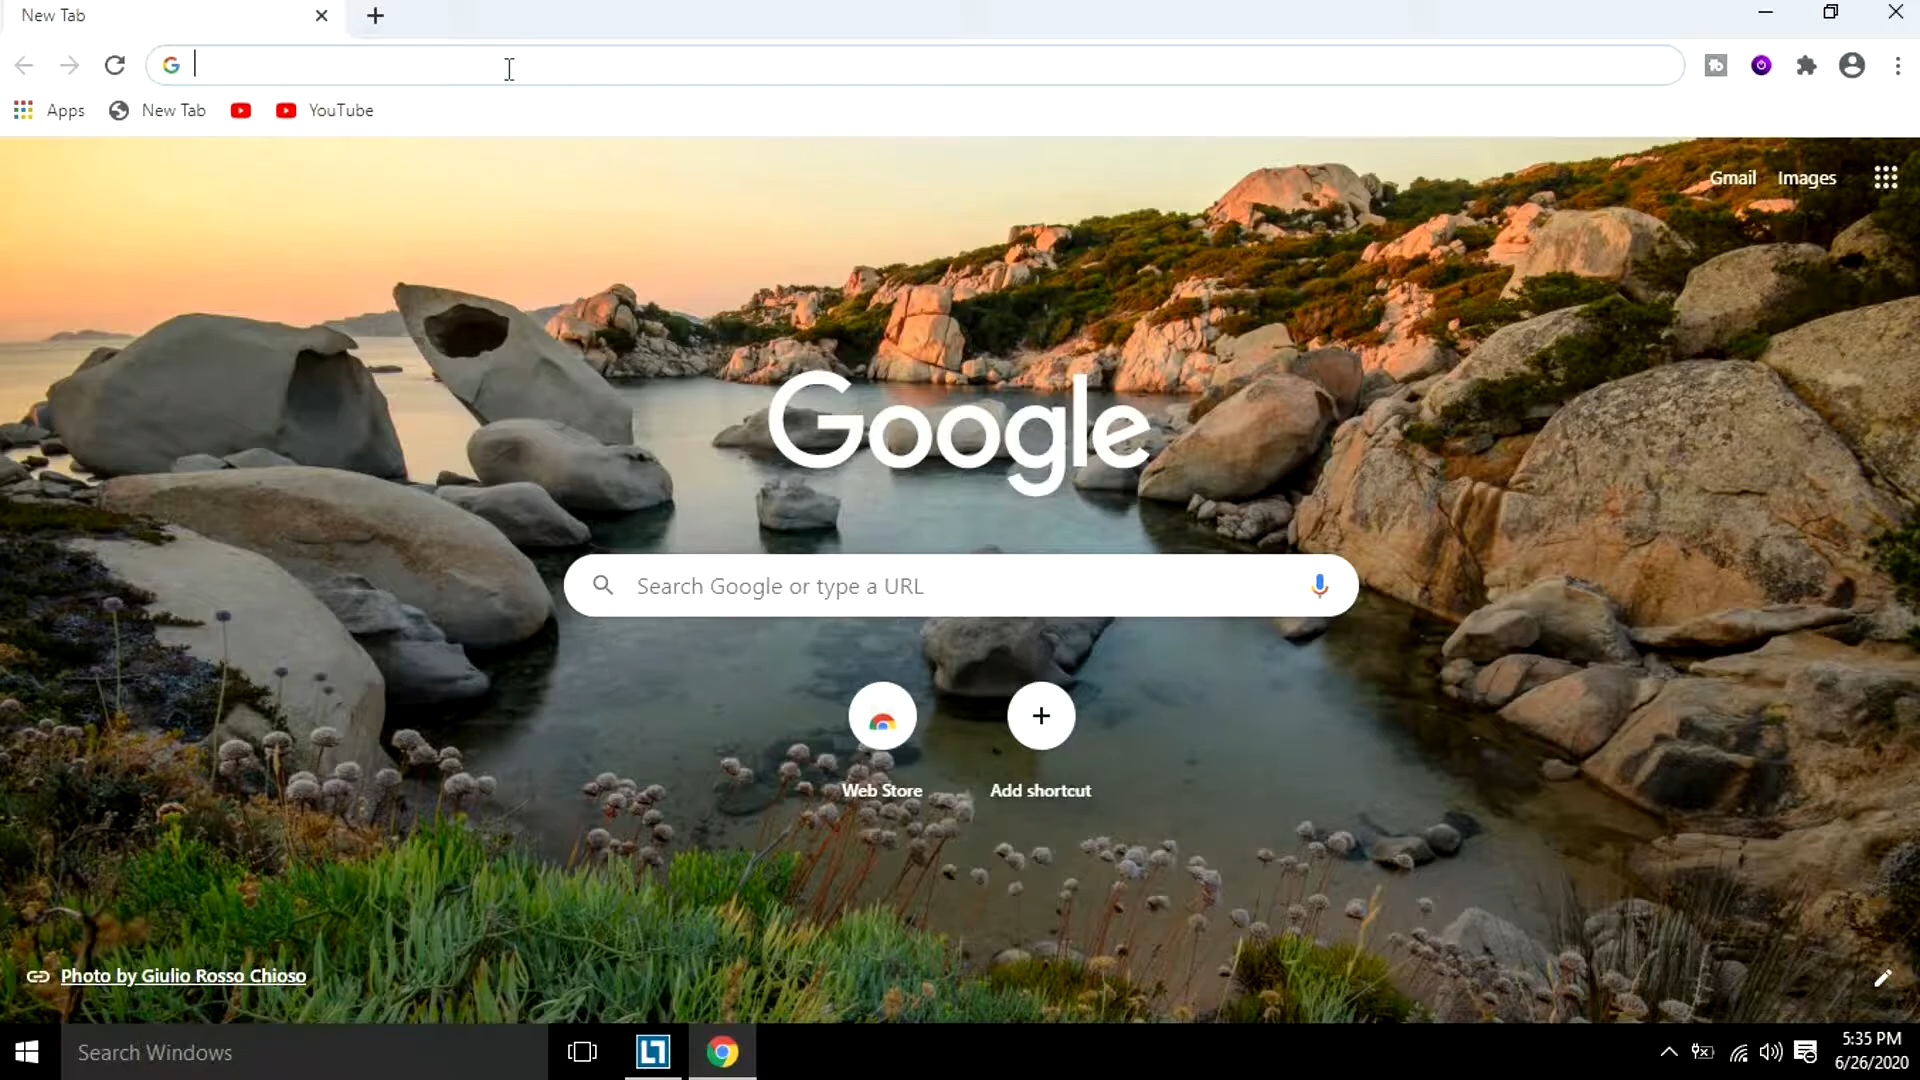 New Tab
Apps
New Tab
YouTube
Gmail
Images
Google
Search Google or type a URL
Web Store
Add shortcut
Photo by Giulio Rosso Chioso
Search Windows
5:35 PM
6/26/2020